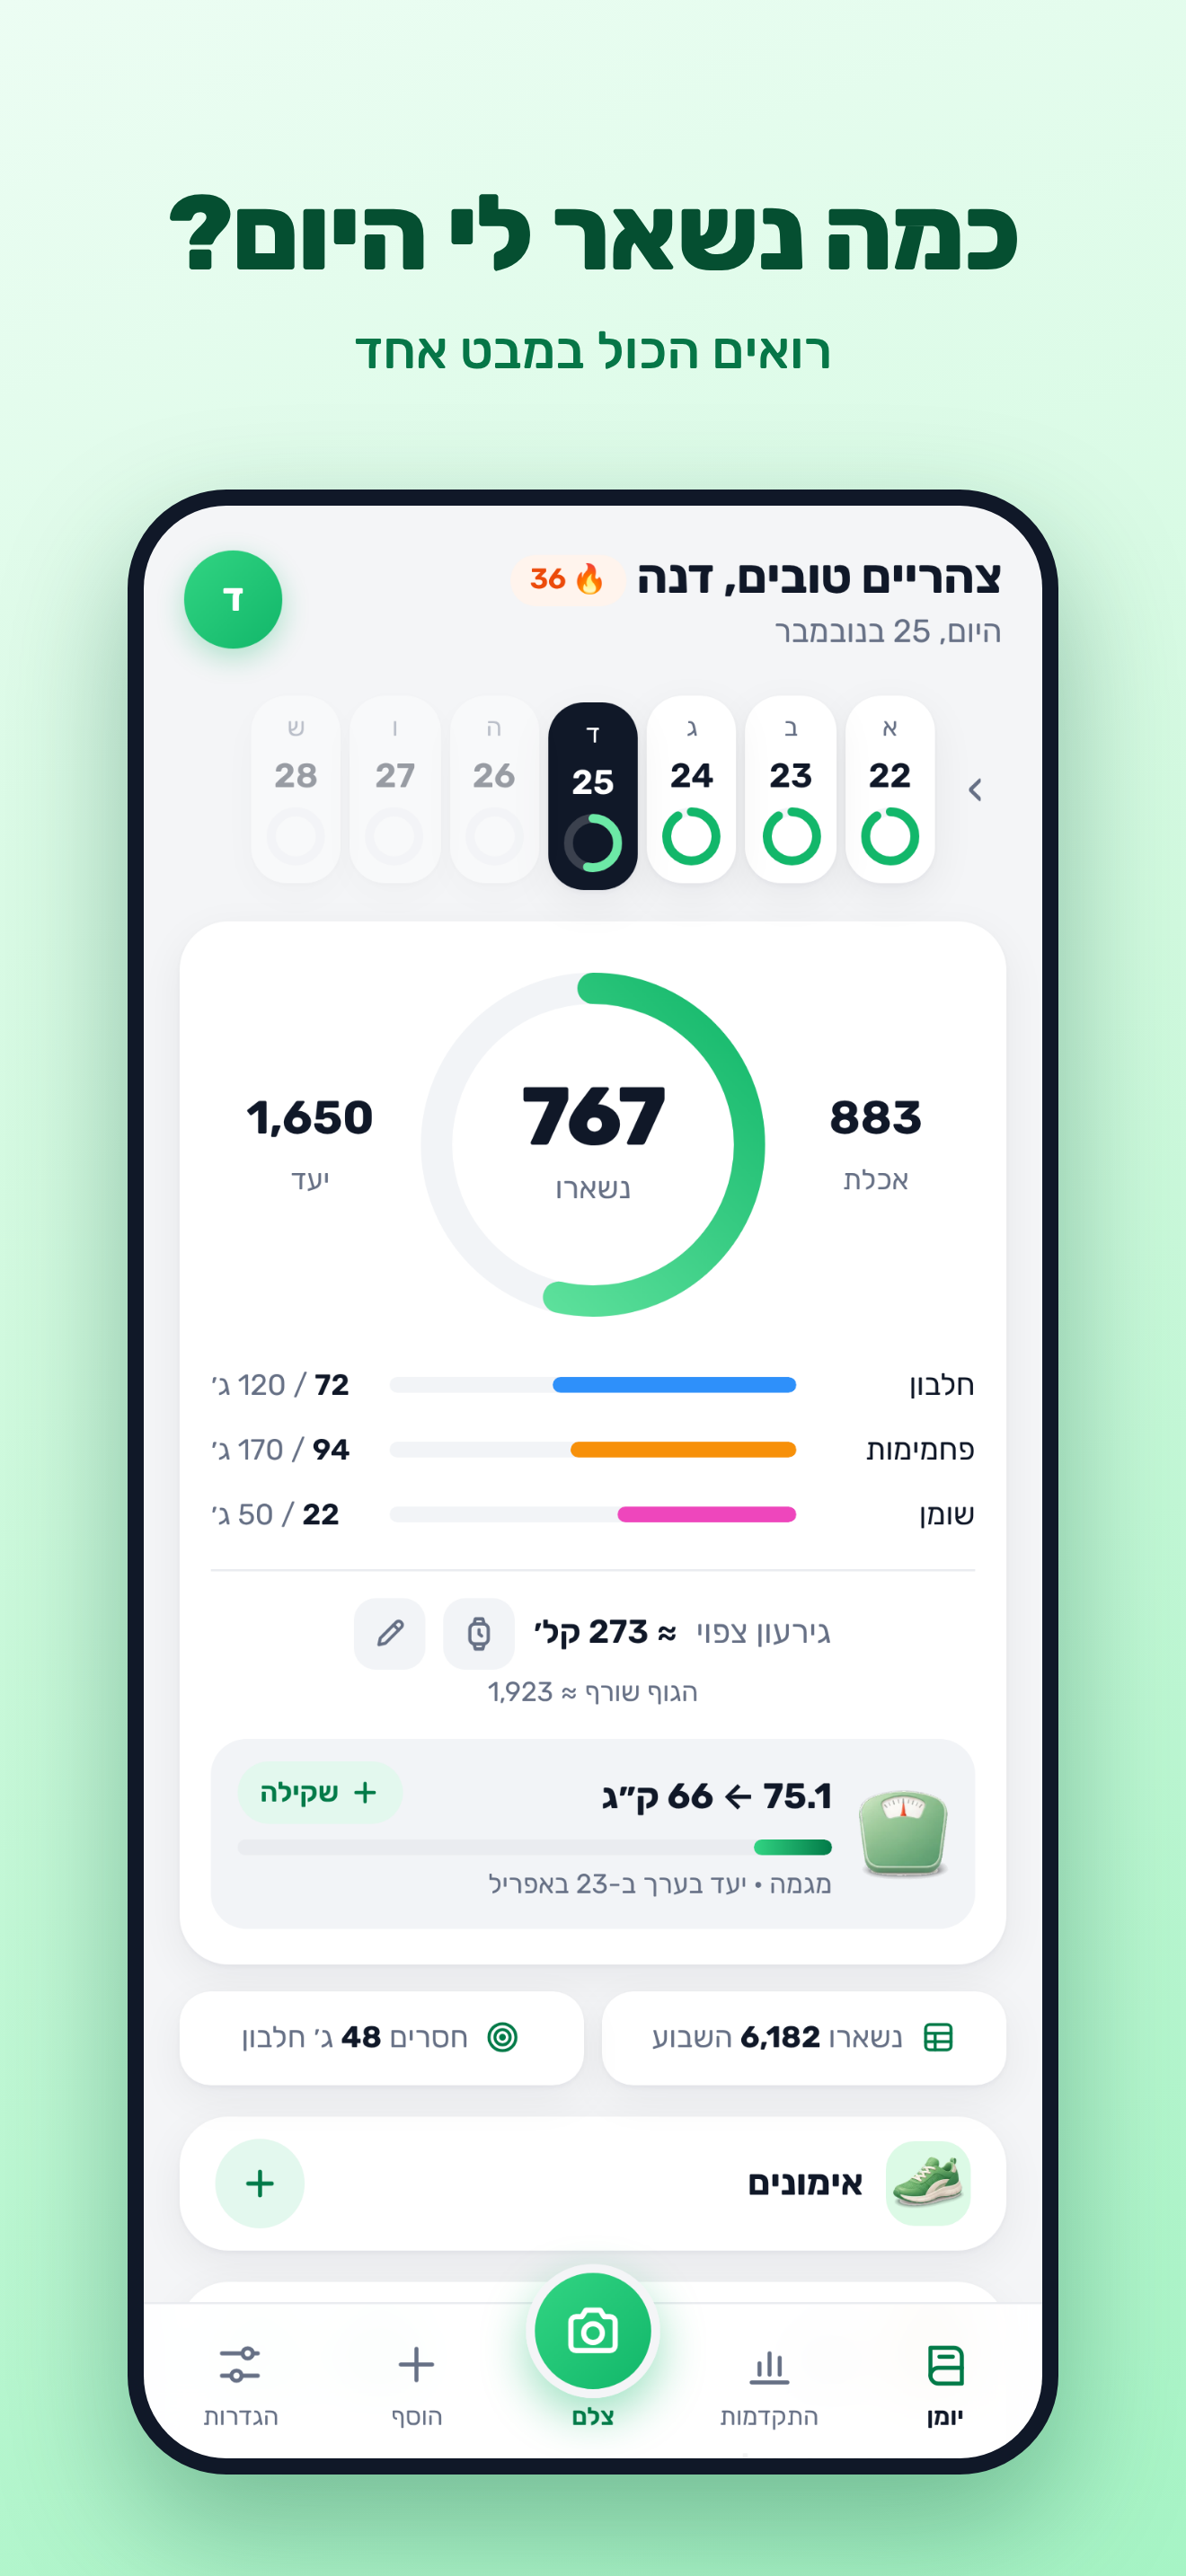 כמה נשאר לי היום?
רואים הכול במבט אחד
צהריים טובים, דנה 🔥 36
היום, 25 בנובמבר
ד
א ב ג ד ה ו ש
22 23 24 25 26 27 28
883
אכלת
767
נשארו
1,650
יעד
חלבון 72 / 120 ג׳
פחמימות 94 / 170 ג׳
שומן 22 / 50 ג׳
גירעון צפוי ≈ 273 קל׳
הגוף שורף ≈ 1,923
75.1 ← 66 ק״ג
+ שקילה
מגמה • יעד בערך ב-23 באפריל
נשארו 6,182 השבוע
חסרים 48 ג׳ חלבון
אימונים
יומן
התקדמות
צלם
הוסף
הגדרות